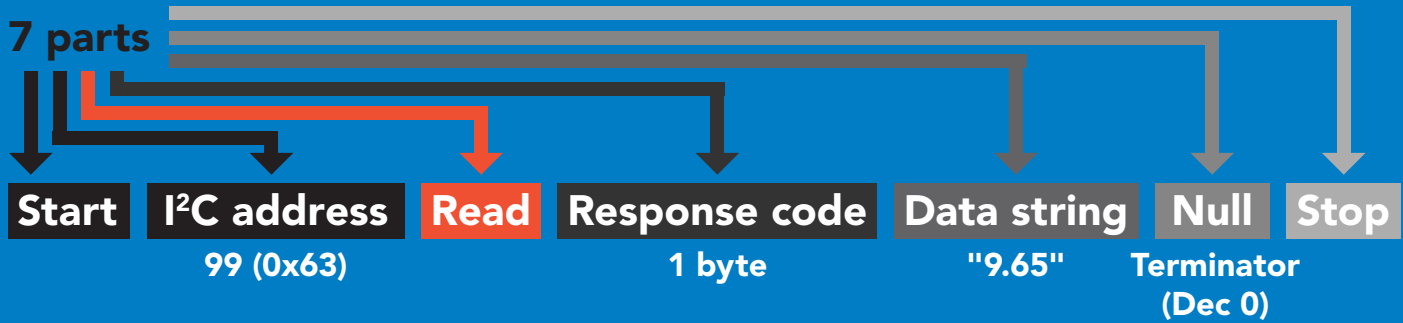 7 parts
Start I²C address Read Response code Data string Null Stop
99 (0x63) 1 byte "9.65" Terminator
(Dec 0)